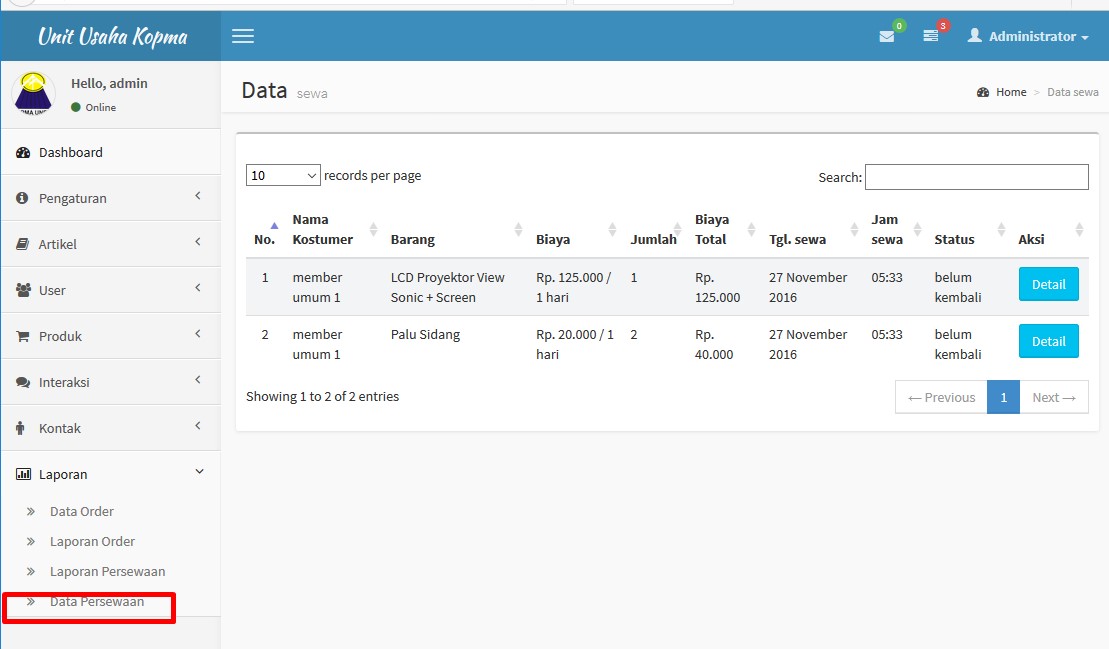 Unit Usaha Kopma
0
3
Administrator
Hello, admin
Online
Data sewa
Home > Data sewa
Dashboard
Pengaturan
Artikel
User
Produk
Interaksi
Kontak
Laporan
Data Order
Laporan Order
Laporan Persewaan
Data Persewaan
10 records per page
Search:
No. Nama Kostumer Barang Biaya Jumlah Biaya Total Tgl. sewa Jam sewa Status Aksi
1 member umum 1 LCD Proyektor View Sonic + Screen Rp. 125.000 / 1 hari 1 Rp. 125.000 27 November 2016 05:33 belum kembali Detail
2 member umum 1 Palu Sidang Rp. 20.000 / 1 hari 2 Rp. 40.000 27 November 2016 05:33 belum kembali Detail
Showing 1 to 2 of 2 entries
← Previous 1 Next →